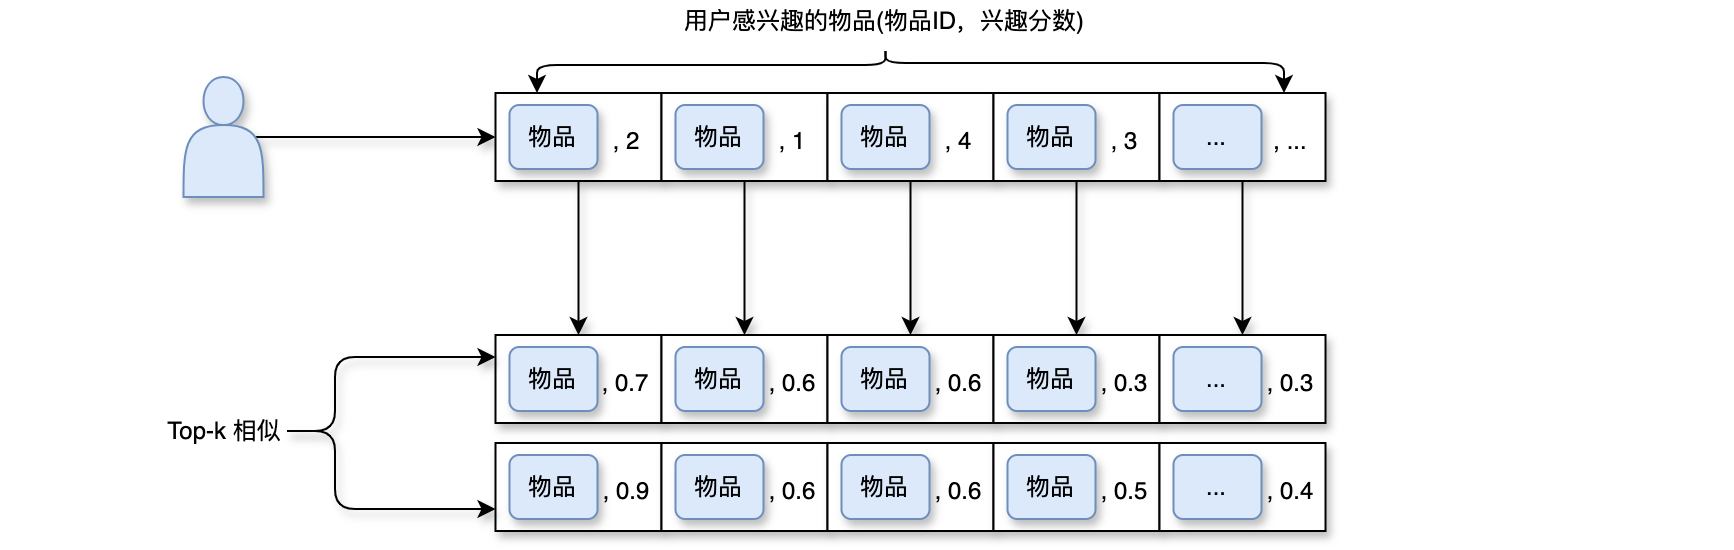 用户感兴趣的物品(物品ID，兴趣分数)
物品 , 2 物品 , 1 物品 , 4 物品 , 3 ... , ...
物品 , 0.7 物品 , 0.6 物品 , 0.6 物品 , 0.3 ... , 0.3
Top-k 相似
物品 , 0.9 物品 , 0.6 物品 , 0.6 物品 , 0.5 ... , 0.4